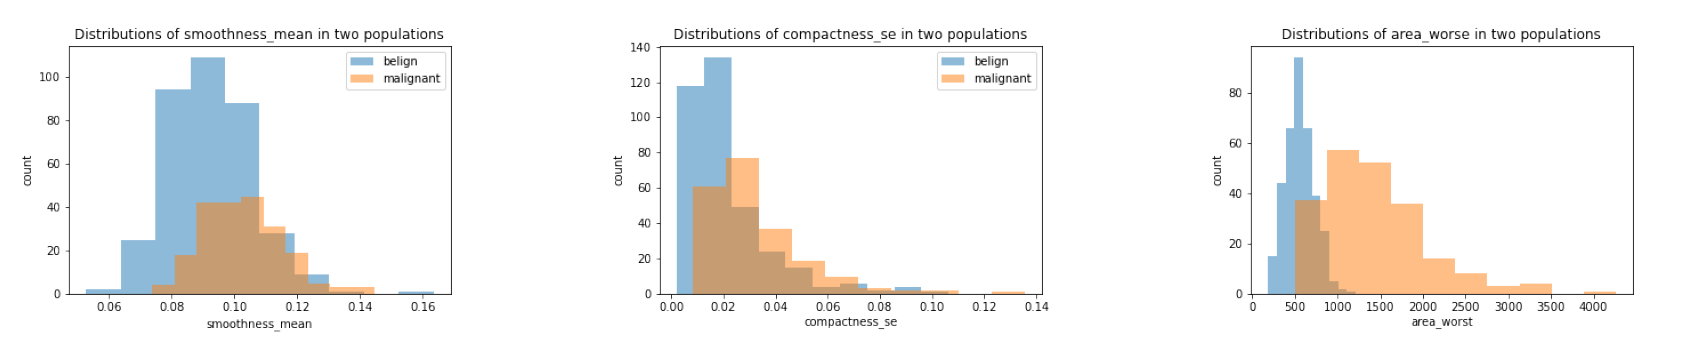 Distributions of smoothness_mean in two populations
belign
malignant
count
100
80
60
40
20
0
0.06 0.08 0.10 0.12 0.14 0.16
smoothness_mean
Distributions of compactness_se in two populations
belign
malignant
count
140
120
100
80
60
40
20
0
0.00 0.02 0.04 0.06 0.08 0.10 0.12 0.14
compactness_se
Distributions of area_worse in two populations
belign
malignant
count
80
60
40
20
0
0 500 1000 1500 2000 2500 3000 3500 4000
area_worst